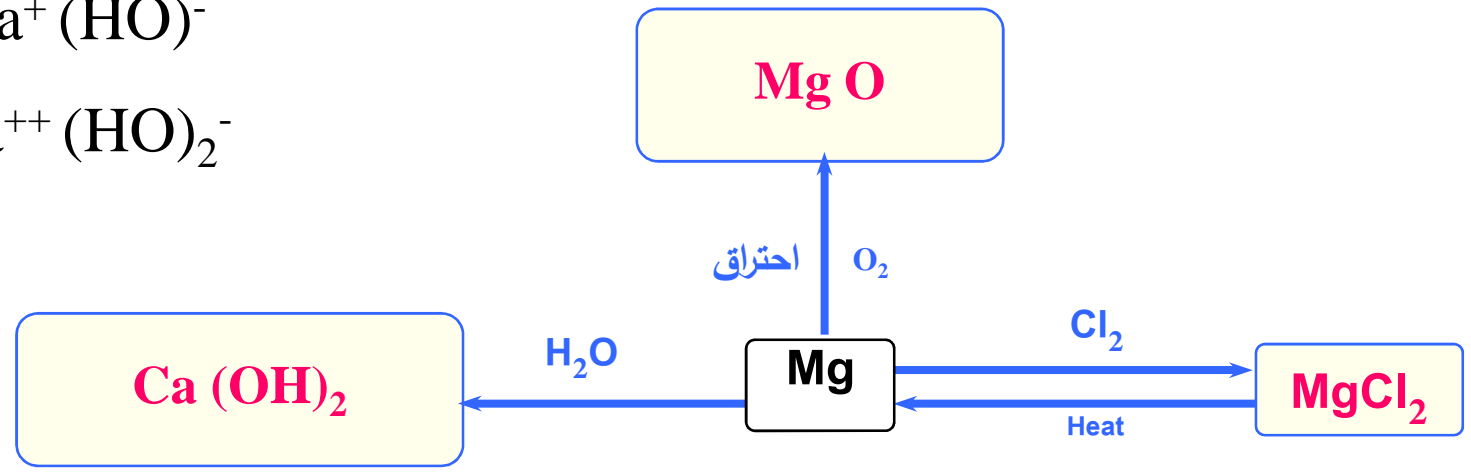 a⁺ (HO)⁻
⁺⁺ (HO)₂⁻
Mg O
احتراق O₂
Cl₂
H₂O
Mg
Ca (OH)₂
MgCl₂
Heat